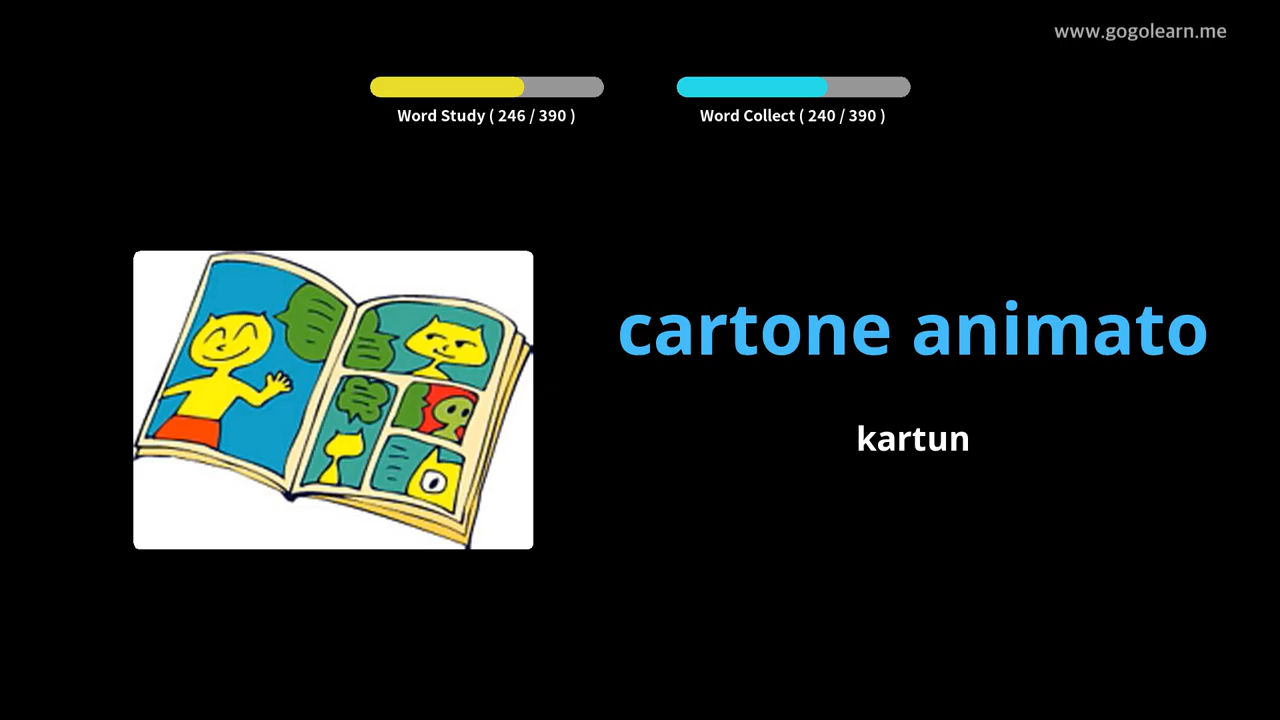 www.gogolearn.me
Word Study ( 246 / 390 )
Word Collect ( 240 / 390 )
cartone animato
kartun